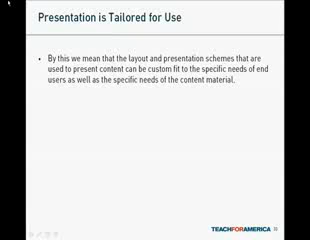 Presentation is Tailored for Use
• By this we mean that the layout and presentation schemes that are
used to present content can be custom fit to the specific needs of end
users as well as the specific needs of the content material.
TEACHFORAMERICA